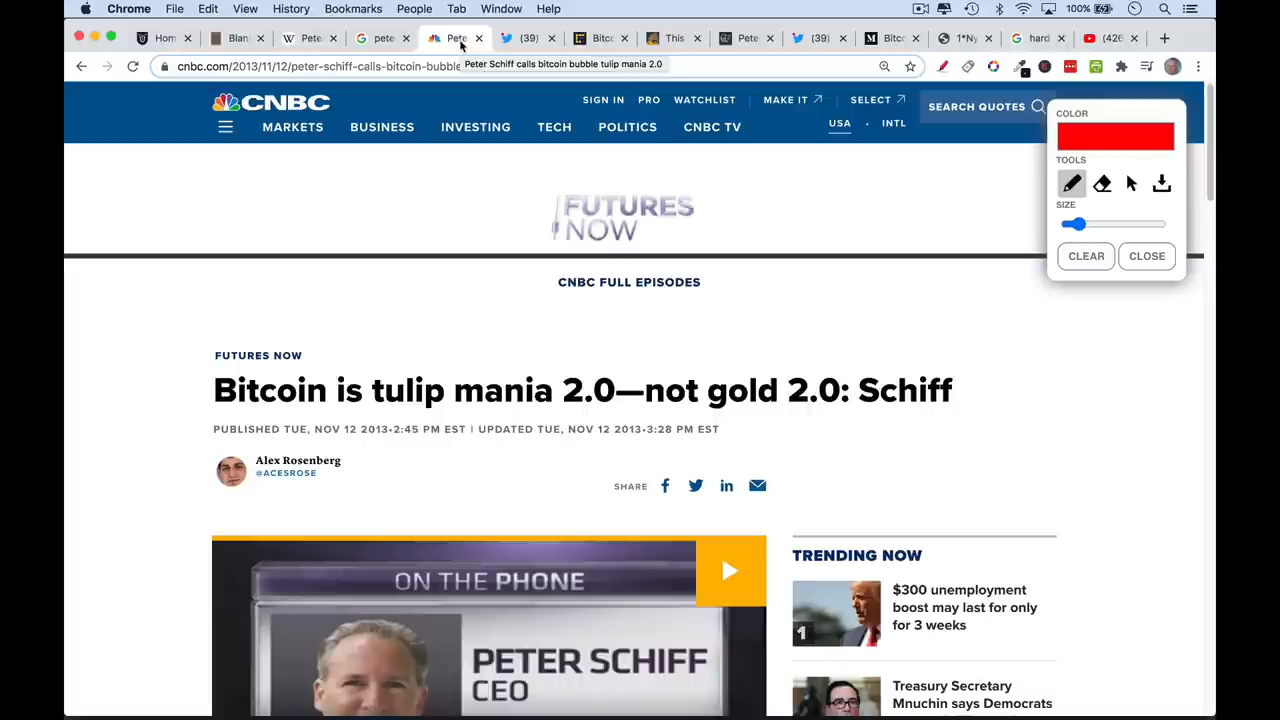 Chrome File Edit View History Bookmarks People Tab Window Help 100%
Hom Blan Pete pete Pete (39) Bitco This Pete (39) Bitco 1*Ny hard (426
cnbc.com/2013/11/12/peter-schiff-calls-bitcoin-bubble
Peter Schiff calls bitcoin bubble tulip mania 2.0
CNBC
SIGN IN PRO WATCHLIST MAKE IT SELECT SEARCH QUOTES
MARKETS BUSINESS INVESTING TECH POLITICS CNBC TV
USA · INTL
COLOR
TOOLS
SIZE
CLEAR CLOSE
FUTURES
NOW
CNBC FULL EPISODES
FUTURES NOW
Bitcoin is tulip mania 2.0—not gold 2.0: Schiff
PUBLISHED TUE, NOV 12 2013•2:45 PM EST | UPDATED TUE, NOV 12 2013•3:28 PM EST
Alex Rosenberg
@ACESROSE
SHARE
ON THE PHONE
PETER SCHIFF
CEO
TRENDING NOW
1
$300 unemployment
boost may last for only
for 3 weeks
Treasury Secretary
Mnuchin says Democrats